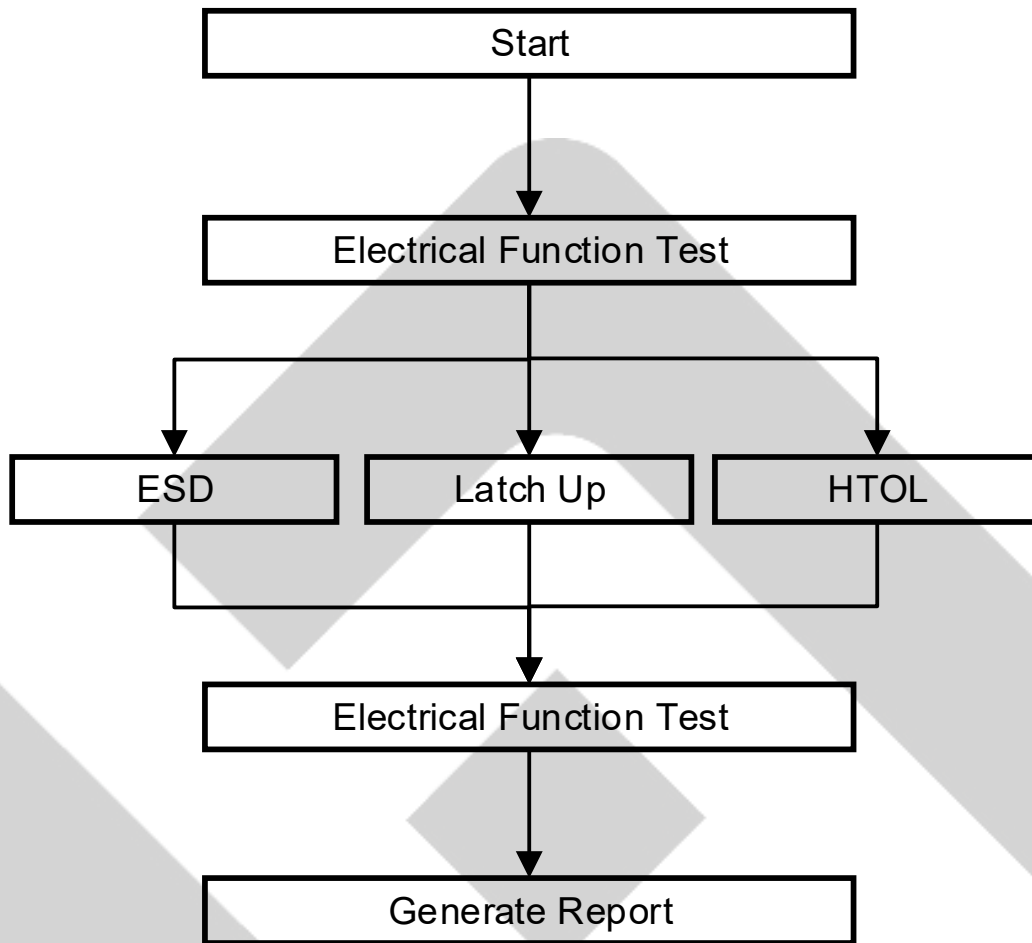 Start
Electrical Function Test
ESD
Latch Up
HTOL
Electrical Function Test
Generate Report